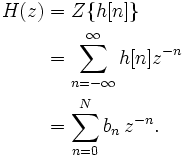 H(z) = Z{h[n]}
= ∑_{n=-∞}^{∞} h[n]z^{-n}
= ∑_{n=0}^{N} b_n z^{-n}.